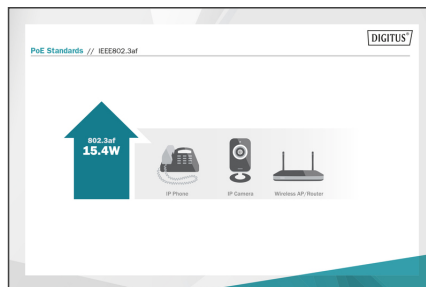 DIGITUS®
PoE Standards // IEEE802.3af
802.3af
15.4W
IP Phone
IP Camera
Wireless AP/Router